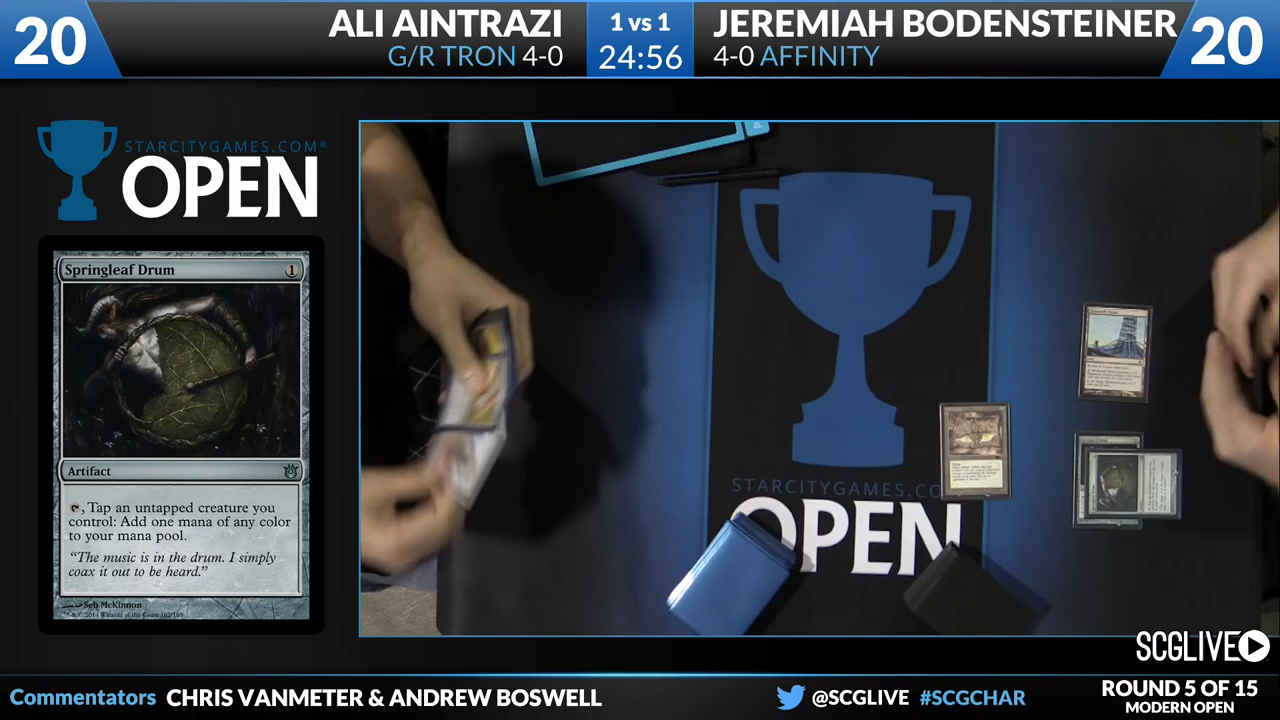 20
ALI AINTRAZI
G/R TRON 4-0
1 vs 1
24:56
JEREMIAH BODENSTEINER
4-0 AFFINITY
20
STARCITYGAMES.COM®
OPEN
Springleaf Drum 1
Artifact
, Tap an untapped creature you
control: Add one mana of any color
to your mana pool.
"The music is in the drum. I simply
coax it out to be heard."
Seb McKinnon
STARCITYGAMES.CO
OPEN
SCGLIVE
Commentators CHRIS VANMETER & ANDREW BOSWELL
@SCGLIVE #SCGCHAR
ROUND 5 OF 15
MODERN OPEN